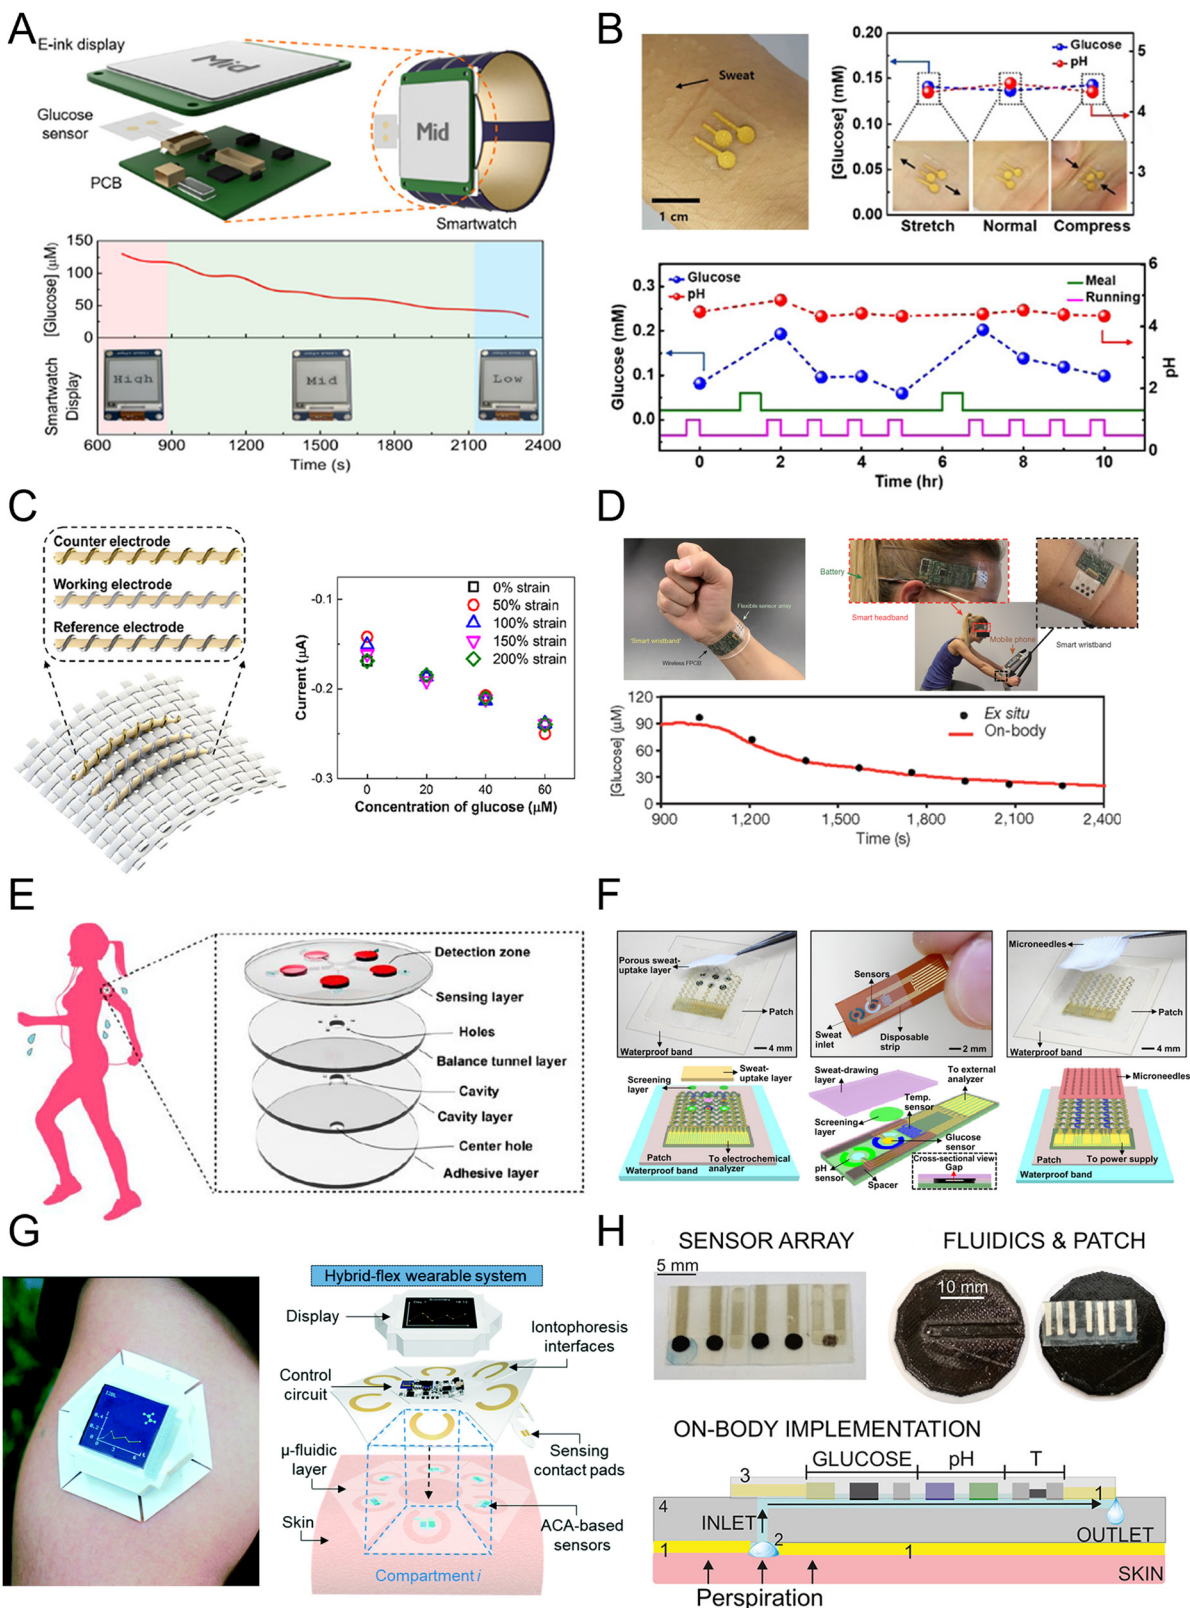 A
E-ink display
Mid
Glucose
sensor
PCB
Mid
Smartwatch
[Glucose] (µM)
150
100
50
0
Smartwatch
Display
High
Mid
Low
600 900 1200 1500 1800 2100 2400
Time (s)
B
Sweat
1 cm
[Glucose] (mM)
0.20
0.15
0.10
0.05
0.00
Glucose
pH
5
4
3
Stretch Normal Compress
Glucose (mM)
0.3
0.2
0.1
0.0
Glucose
pH
Meal
Running
6
4
2
0
pH
0 2 4 6 8 10
Time (hr)
C
Counter electrode
Working electrode
Reference electrode
Current (µA)
-0.1
-0.2
-0.3
0% strain
50% strain
100% strain
150% strain
200% strain
0 20 40 60
Concentration of glucose (µM)
D
Flexible sensor array
'Smart wristband'
Wireless FPCB
Battery
Smart headband
Mobile phone
Smart wristband
[Glucose] (µM)
120
90
60
30
0
Ex situ
On-body
900 1,200 1,500 1,800 2,100 2,400
Time (s)
E
Detection zone
Sensing layer
Holes
Balance tunnel layer
Cavity
Cavity layer
Center hole
Adhesive layer
F
Porous sweat-
uptake layer
Patch
Waterproof band
4 mm
Sensors
Sweat
inlet
Disposable
strip
2 mm
Microneedles
Patch
Waterproof band
4 mm
Screening
layer
Sweat-
uptake layer
To electrochemical
analyzer
Patch
Waterproof band
Sweat-drawing
layer
To external
analyzer
Temp.
sensor
Screening
layer
Glucose
sensor
pH
sensor
Spacer
Cross-sectional view
Gap
Microneedles
To power supply
Patch
Waterproof band
G
Hybrid-flex wearable system
Display
Iontophoresis
interfaces
Control
circuit
µ-fluidic
layer
Sensing
contact pads
Skin
ACA-based
sensors
Compartment i
H
SENSOR ARRAY
5 mm
FLUIDICS & PATCH
10 mm
ON-BODY IMPLEMENTATION
GLUCOSE pH T
3
1
4
INLET
2
OUTLET
1
1
SKIN
Perspiration